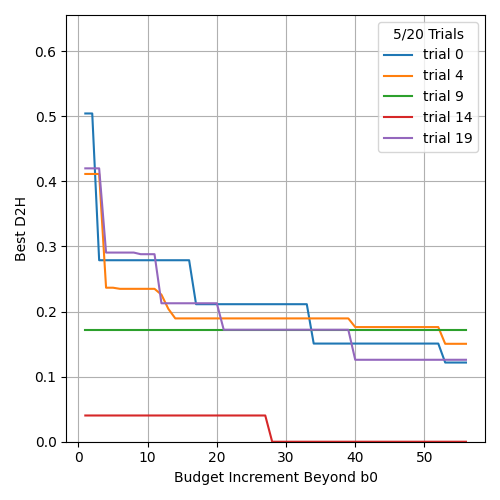 5/20 Trials
trial 0
trial 4
trial 9
trial 14
trial 19
Best D2H
0.6
0.5
0.4
0.3
0.2
0.1
0.0
0 10 20 30 40 50
Budget Increment Beyond b0